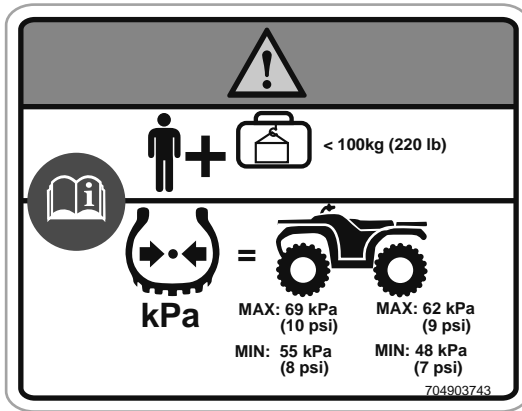 < 100kg (220 lb)
i
kPa
=
MAX: 69 kPa
(10 psi)
MIN: 55 kPa
(8 psi)
MAX: 62 kPa
(9 psi)
MIN: 48 kPa
(7 psi)
704903743